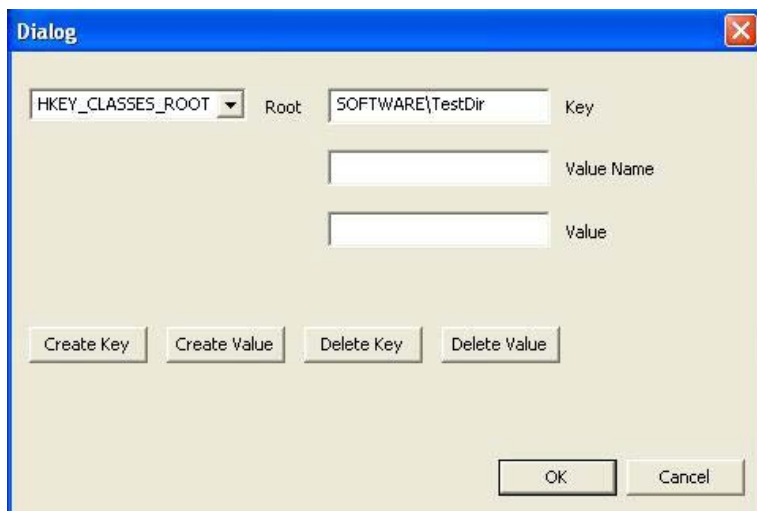 Dialog
HKEY_CLASSES_ROOT Root SOFTWARE\TestDir Key
Value Name
Value
Create Key Create Value Delete Key Delete Value
OK Cancel